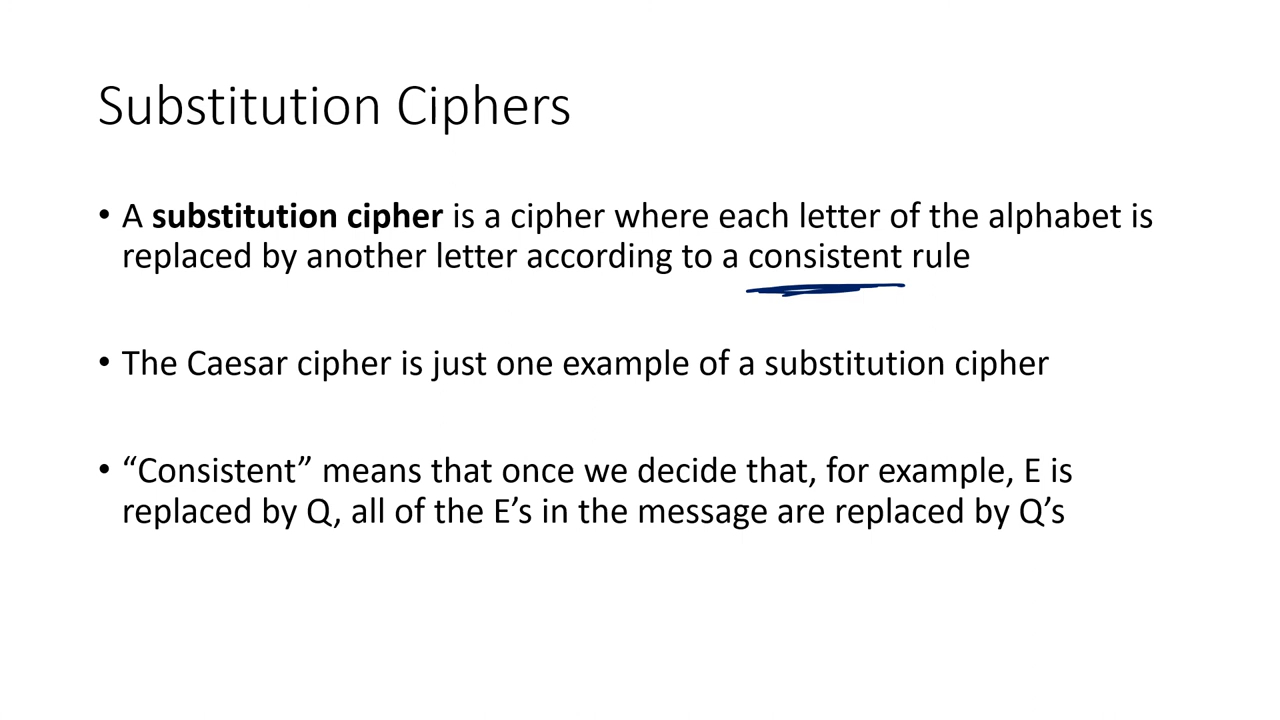 Substitution Ciphers
• A substitution cipher is a cipher where each letter of the alphabet is
replaced by another letter according to a consistent rule
• The Caesar cipher is just one example of a substitution cipher
• “Consistent” means that once we decide that, for example, E is
replaced by Q, all of the E’s in the message are replaced by Q’s